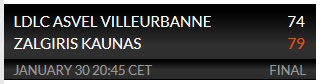 LDLC ASVEL VILLEURBANNE 74
ZALGIRIS KAUNAS 79
JANUARY 30 20:45 CET FINAL